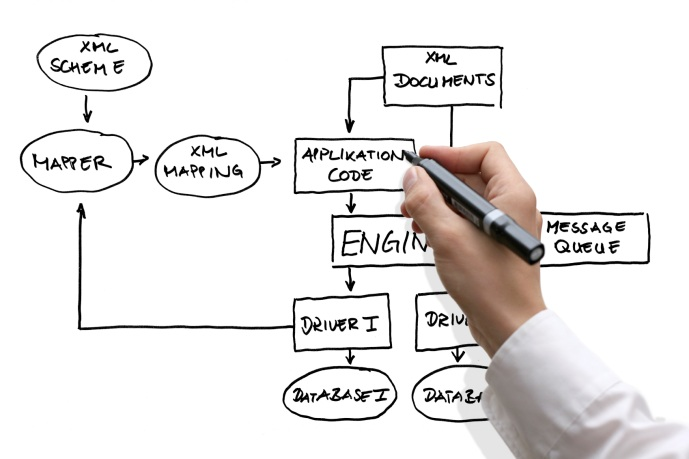 XML
SCHEME
XML
DOCUMENTS
MAPPER
XML
MAPPING
APPLIKATION
CODE
ENGIN
MESSAGE
QUEUE
DRIVER I
DRIV
DATABASE I
DATABA